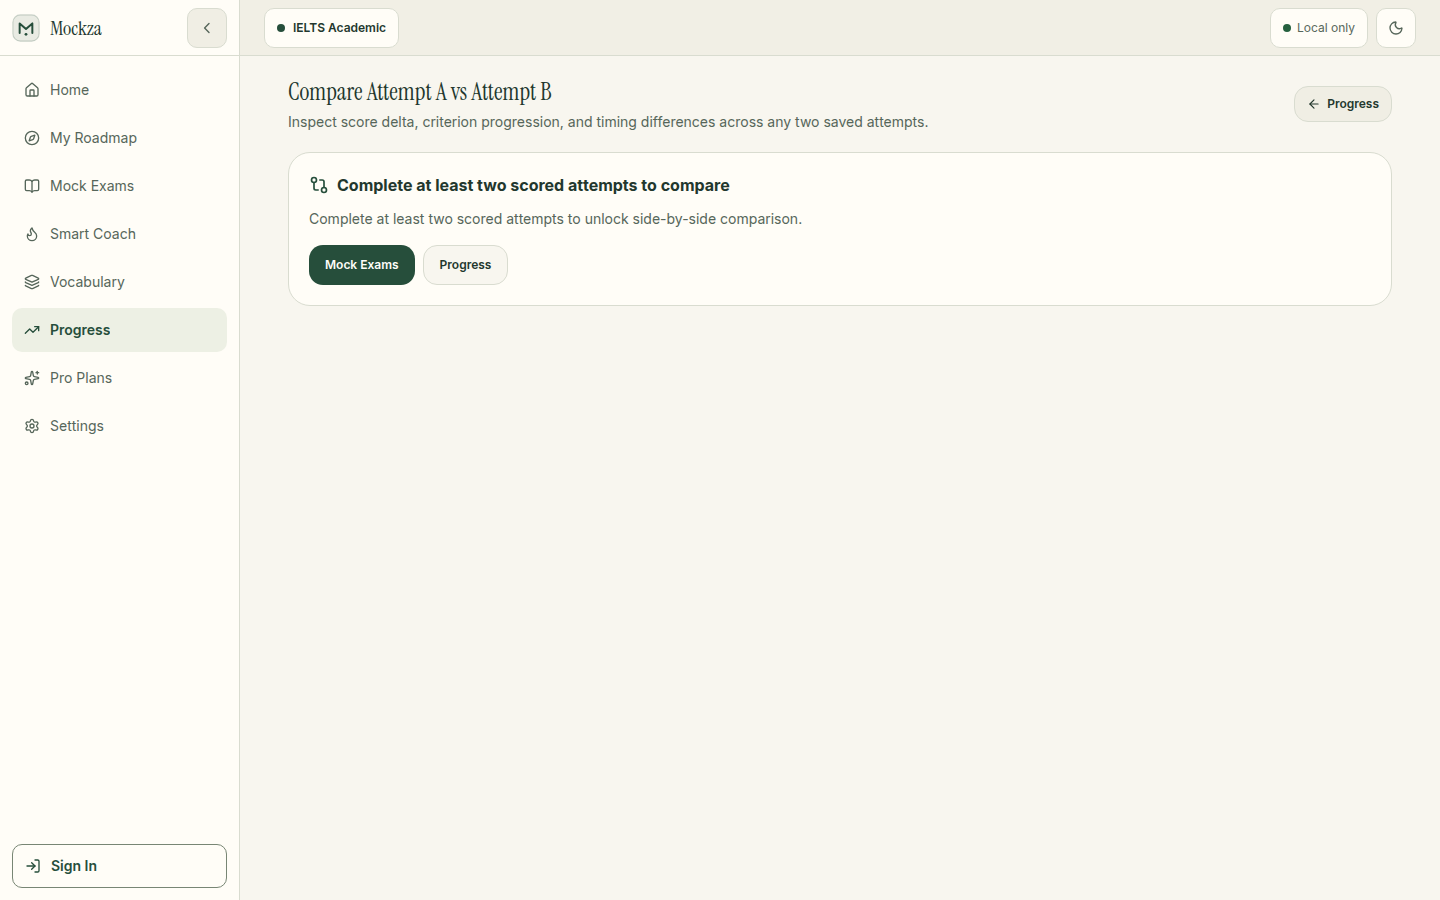 Mockza
IELTS Academic
Local only
Home
My Roadmap
Mock Exams
Smart Coach
Vocabulary
Progress
Pro Plans
Settings
Sign In
Compare Attempt A vs Attempt B
Inspect score delta, criterion progression, and timing differences across any two saved attempts.
Progress
Complete at least two scored attempts to compare
Complete at least two scored attempts to unlock side-by-side comparison.
Mock Exams
Progress